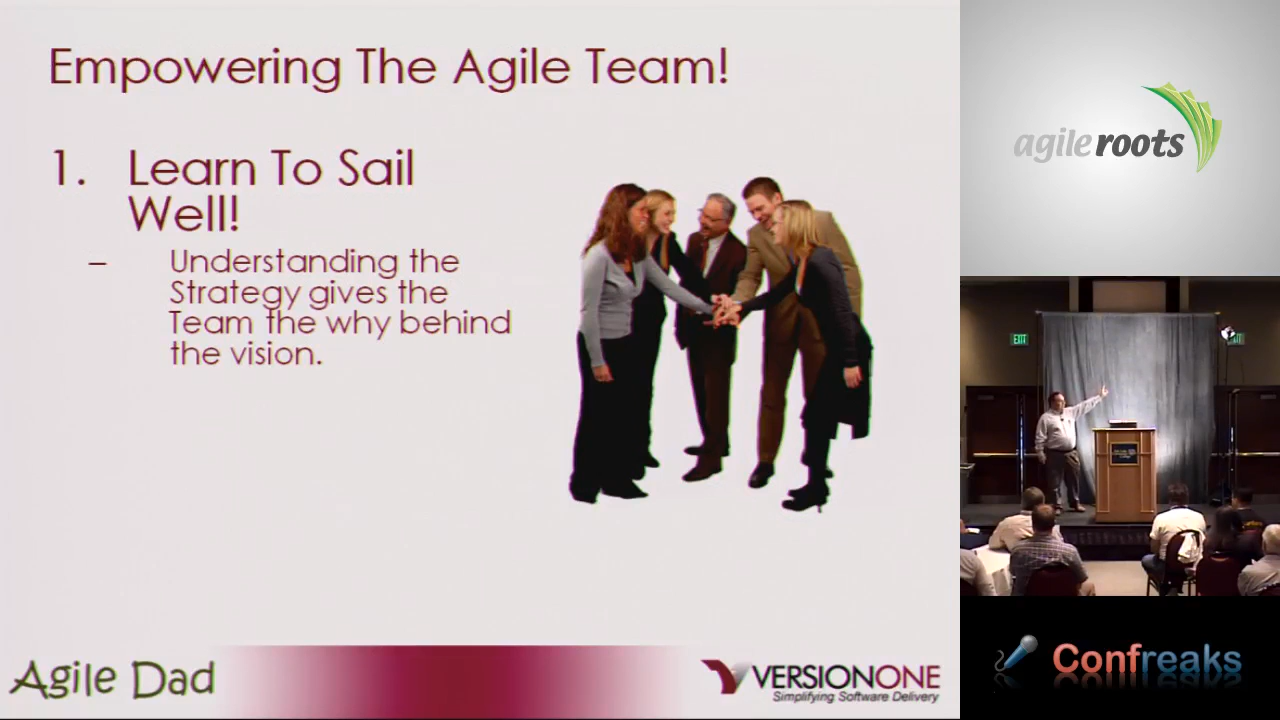 Empowering The Agile Team!
1. Learn To Sail
Well!
– Understanding the
Strategy gives the
Team the why behind
the vision.
Agile Dad
VERSIONONE
Simplifying Software Delivery
agile roots
EXIT
Confreaks